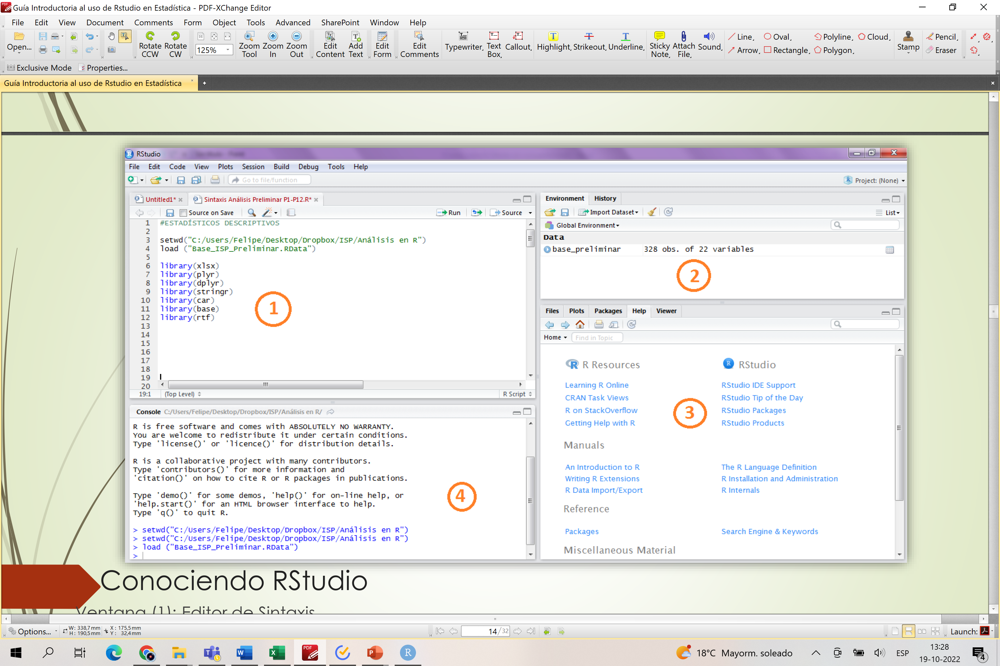 Guía Introductoria al uso de Rstudio en Estadística - PDF-XChange Editor
File Edit View Document Comments Form Object Tools Advanced SharePoint Window Help
Open... 125% Rotate CCW Rotate CW Zoom Tool Zoom In Zoom Out Edit Content Add Text Edit Form Edit Comments Typewriter Text Box Callout Highlight Strikeout Underline Sticky Note Attach File Sound Line Arrow Oval Rectangle Polyline Polygon Cloud Stamp Pencil Eraser
Exclusive Mode Properties...
Guía Introductoria al uso de Rstudio en Estadística
RStudio
File Edit Code View Plots Session Build Debug Tools Help
Go to file/function Project: (None)
Untitled1* Sintaxis Análisis Preliminar P1-P12.R*
Source on Save Run Source
1 #ESTADÍSTICOS DESCRIPTIVOS
2
3 setwd("C:/Users/Felipe/Desktop/Dropbox/ISP/Análisis en R")
4 load ("Base_ISP_Preliminar.RData")
5
6 library(xlsx)
7 library(plyr)
8 library(dplyr)
9 library(stringr)
10 library(car)
11 library(base)
12 library(rtf)
13
14
15
16
17
18
19
20
1
19:1 (Top Level) R Script
Environment History
Import Dataset List
Global Environment
Data
base_preliminar 328 obs. of 22 variables
2
Files Plots Packages Help Viewer
Home Find in Topic
R Resources RStudio
Learning R Online RStudio IDE Support
CRAN Task Views RStudio Tip of the Day
R on StackOverflow RStudio Packages
Getting Help with R RStudio Products
3
Manuals
An Introduction to R The R Language Definition
Writing R Extensions R Installation and Administration
R Data Import/Export R Internals
Reference
Packages Search Engine & Keywords
Miscellaneous Material
Console C:/Users/Felipe/Desktop/Dropbox/ISP/Análisis en R/
R is free software and comes with ABSOLUTELY NO WARRANTY.
You are welcome to redistribute it under certain conditions.
Type 'license()' or 'licence()' for distribution details.
R is a collaborative project with many contributors.
Type 'contributors()' for more information and
'citation()' on how to cite R or R packages in publications.
Type 'demo()' for some demos, 'help()' for on-line help, or
'help.start()' for an HTML browser interface to help.
Type 'q()' to quit R.
4
> setwd("C:/Users/Felipe/Desktop/Dropbox/ISP/Análisis en R")
> setwd("C:/Users/Felipe/Desktop/Dropbox/ISP/Análisis en R")
> load ("Base_ISP_Preliminar.RData")
>
Conociendo RStudio
Ventana (1): Editor de Sintaxis
Options... W: 338,7 mm H: 190,5 mm X: 175,5 mm Y: 32,4 mm 14/32 Launch:
18°C Mayorm. soleado ESP 13:28
19-10-2022 4